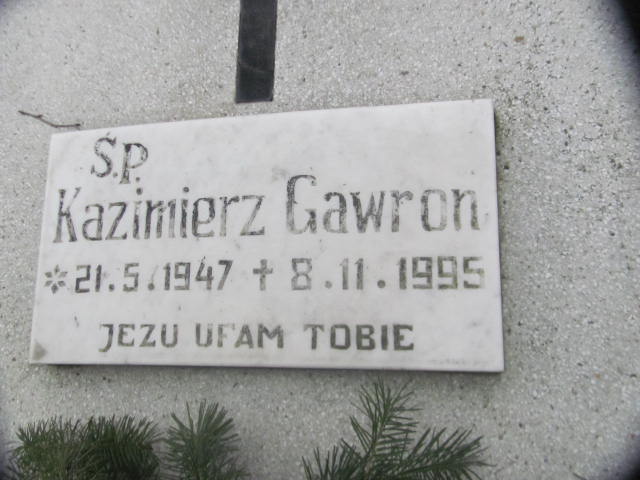 Ś.P.
Kazimierz Gawron
* 21.5.1947 † 8.11.1995
JEZU UFAM TOBIE